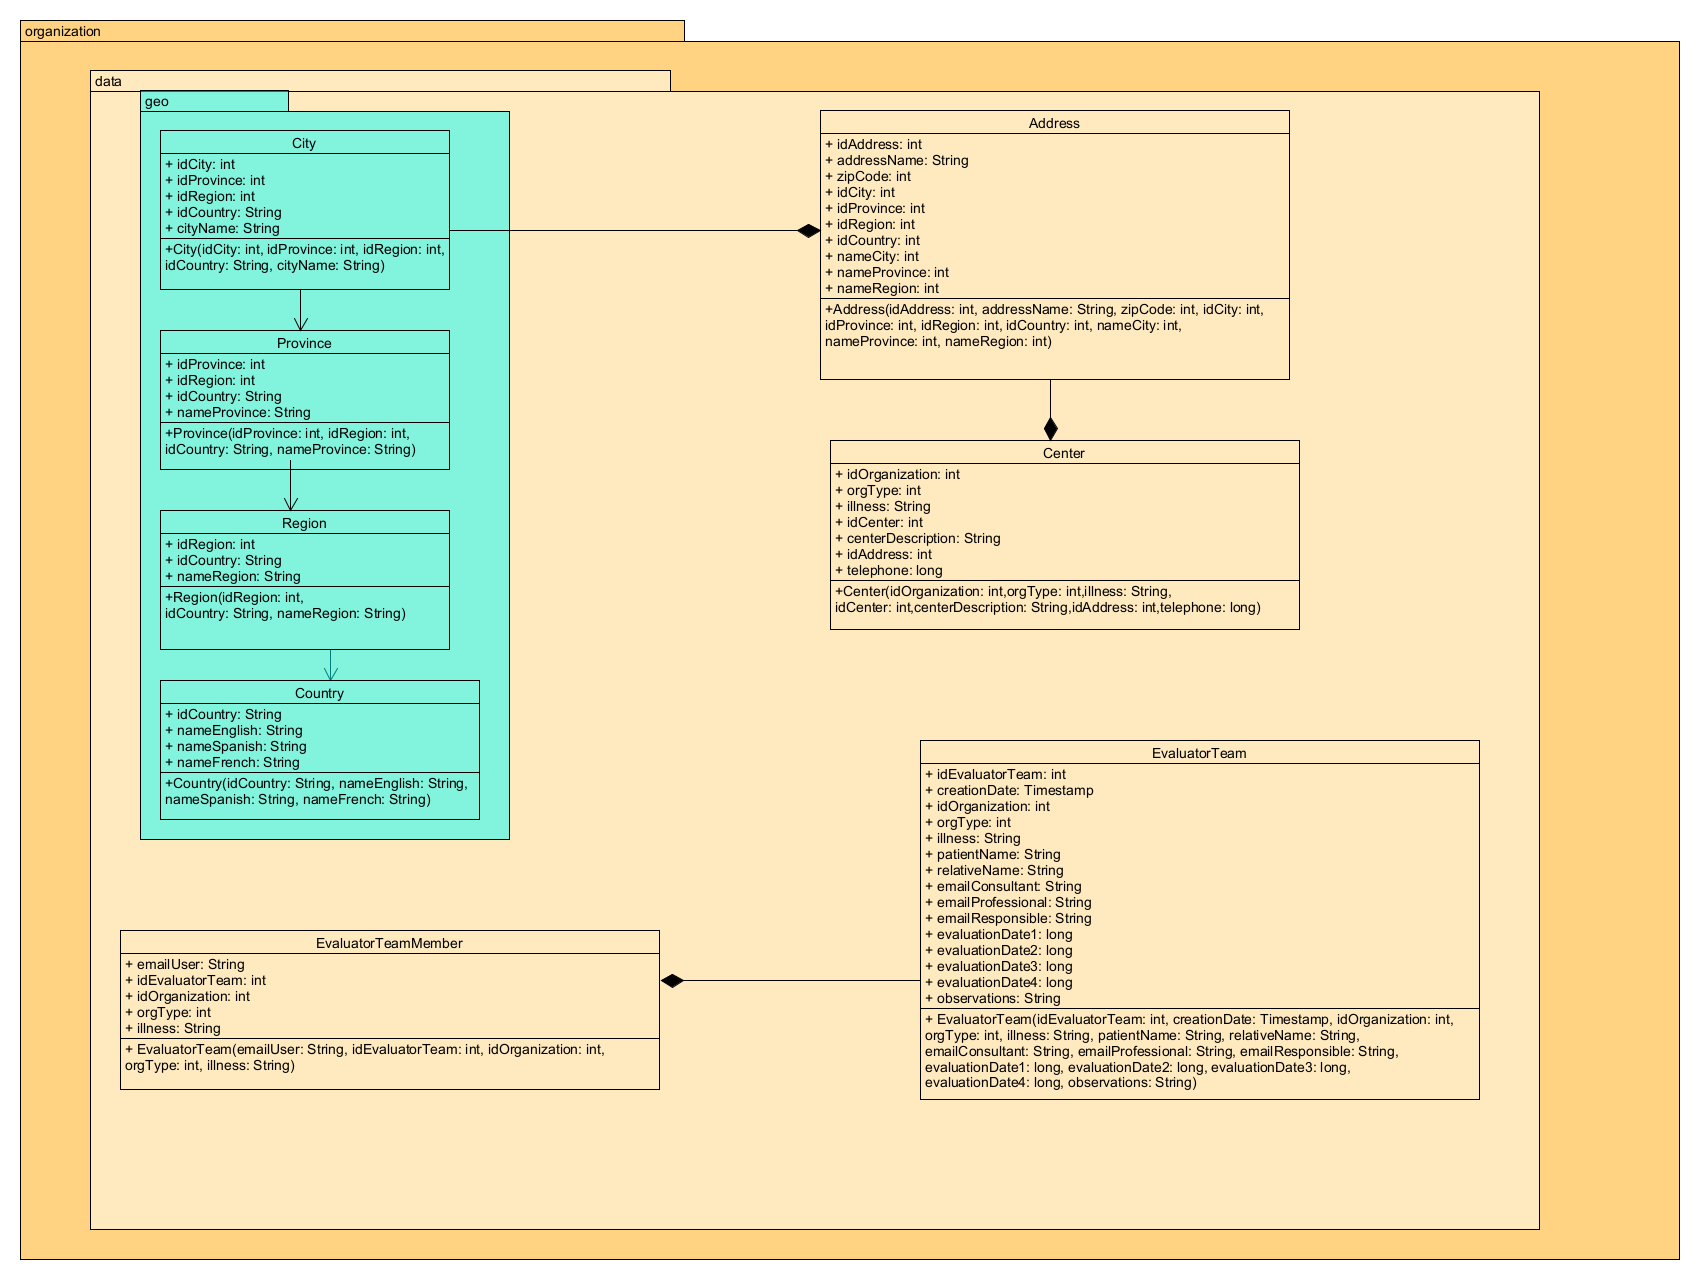 organization
data
geo
City
+ idCity: int
+ idProvince: int
+ idRegion: int
+ idCountry: String
+ cityName: String
+City(idCity: int, idProvince: int, idRegion: int,
idCountry: String, cityName: String)
Province
+ idProvince: int
+ idRegion: int
+ idCountry: String
+ nameProvince: String
+Province(idProvince: int, idRegion: int,
idCountry: String, nameProvince: String)
Region
+ idRegion: int
+ idCountry: String
+ nameRegion: String
+Region(idRegion: int,
idCountry: String, nameRegion: String)
Country
+ idCountry: String
+ nameEnglish: String
+ nameSpanish: String
+ nameFrench: String
+Country(idCountry: String, nameEnglish: String,
nameSpanish: String, nameFrench: String)
Address
+ idAddress: int
+ addressName: String
+ zipCode: int
+ idCity: int
+ idProvince: int
+ idRegion: int
+ idCountry: int
+ nameCity: int
+ nameProvince: int
+ nameRegion: int
+Address(idAddress: int, addressName: String, zipCode: int, idCity: int,
idProvince: int, idRegion: int, idCountry: int, nameCity: int,
nameProvince: int, nameRegion: int)
Center
+ idOrganization: int
+ orgType: int
+ illness: String
+ idCenter: int
+ centerDescription: String
+ idAddress: int
+ telephone: long
+Center(idOrganization: int,orgType: int,illness: String,
idCenter: int,centerDescription: String,idAddress: int,telephone: long)
EvaluatorTeam
+ idEvaluatorTeam: int
+ creationDate: Timestamp
+ idOrganization: int
+ orgType: int
+ illness: String
+ patientName: String
+ relativeName: String
+ emailConsultant: String
+ emailProfessional: String
+ emailResponsible: String
+ evaluationDate1: long
+ evaluationDate2: long
+ evaluationDate3: long
+ evaluationDate4: long
+ observations: String
+ EvaluatorTeam(idEvaluatorTeam: int, creationDate: Timestamp, idOrganization: int,
orgType: int, illness: String, patientName: String, relativeName: String,
emailConsultant: String, emailProfessional: String, emailResponsible: String,
evaluationDate1: long, evaluationDate2: long, evaluationDate3: long,
evaluationDate4: long, observations: String)
EvaluatorTeamMember
+ emailUser: String
+ idEvaluatorTeam: int
+ idOrganization: int
+ orgType: int
+ illness: String
+ EvaluatorTeam(emailUser: String, idEvaluatorTeam: int, idOrganization: int,
orgType: int, illness: String)